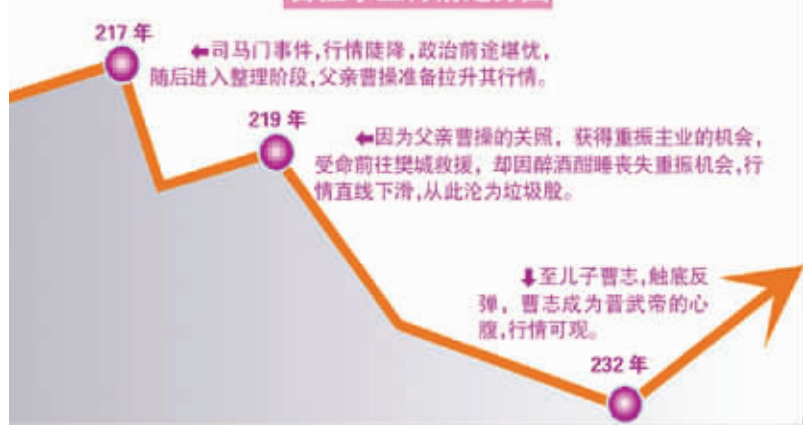 217 年
←司马门事件,行情陡降,政治前途堪忧,
随后进入整理阶段,父亲曹操准备拉升其行情。
219 年
←因为父亲曹操的关照，获得重振主业的机会,
受命前往樊城救援，却因醉酒酣睡丧失重振机会,行
情直线下滑,从此沦为垃圾股。
↓至儿子曹志,触底反
弹，曹志成为晋武帝的心
腹,行情可观。
232 年